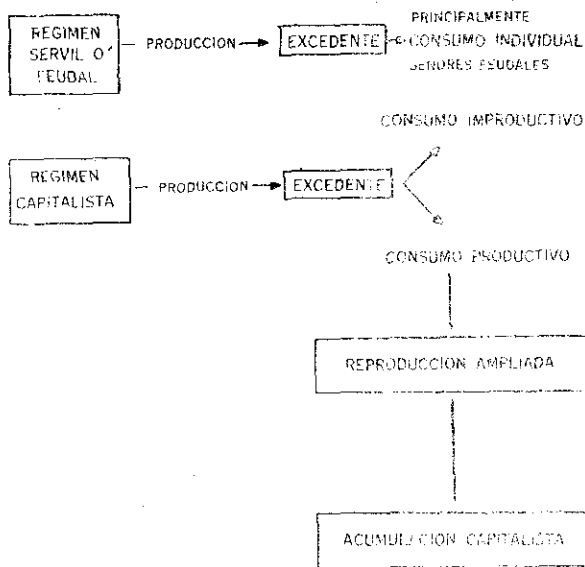 REGIMEN
SERVIL O'
FEUDAL
PRODUCCION
EXCEDENTE
PRINCIPALMENTE
CONSUMO INDIVIDUAL
SEÑORES FEUDALES
CONSUMO IMPRODUCTIVO
REGIMEN
CAPITALISTA
PRODUCCION
EXCEDENTE
CONSUMO PRODUCTIVO
REPRODUCCION AMPLIADA
ACUMULACION CAPITALISTA